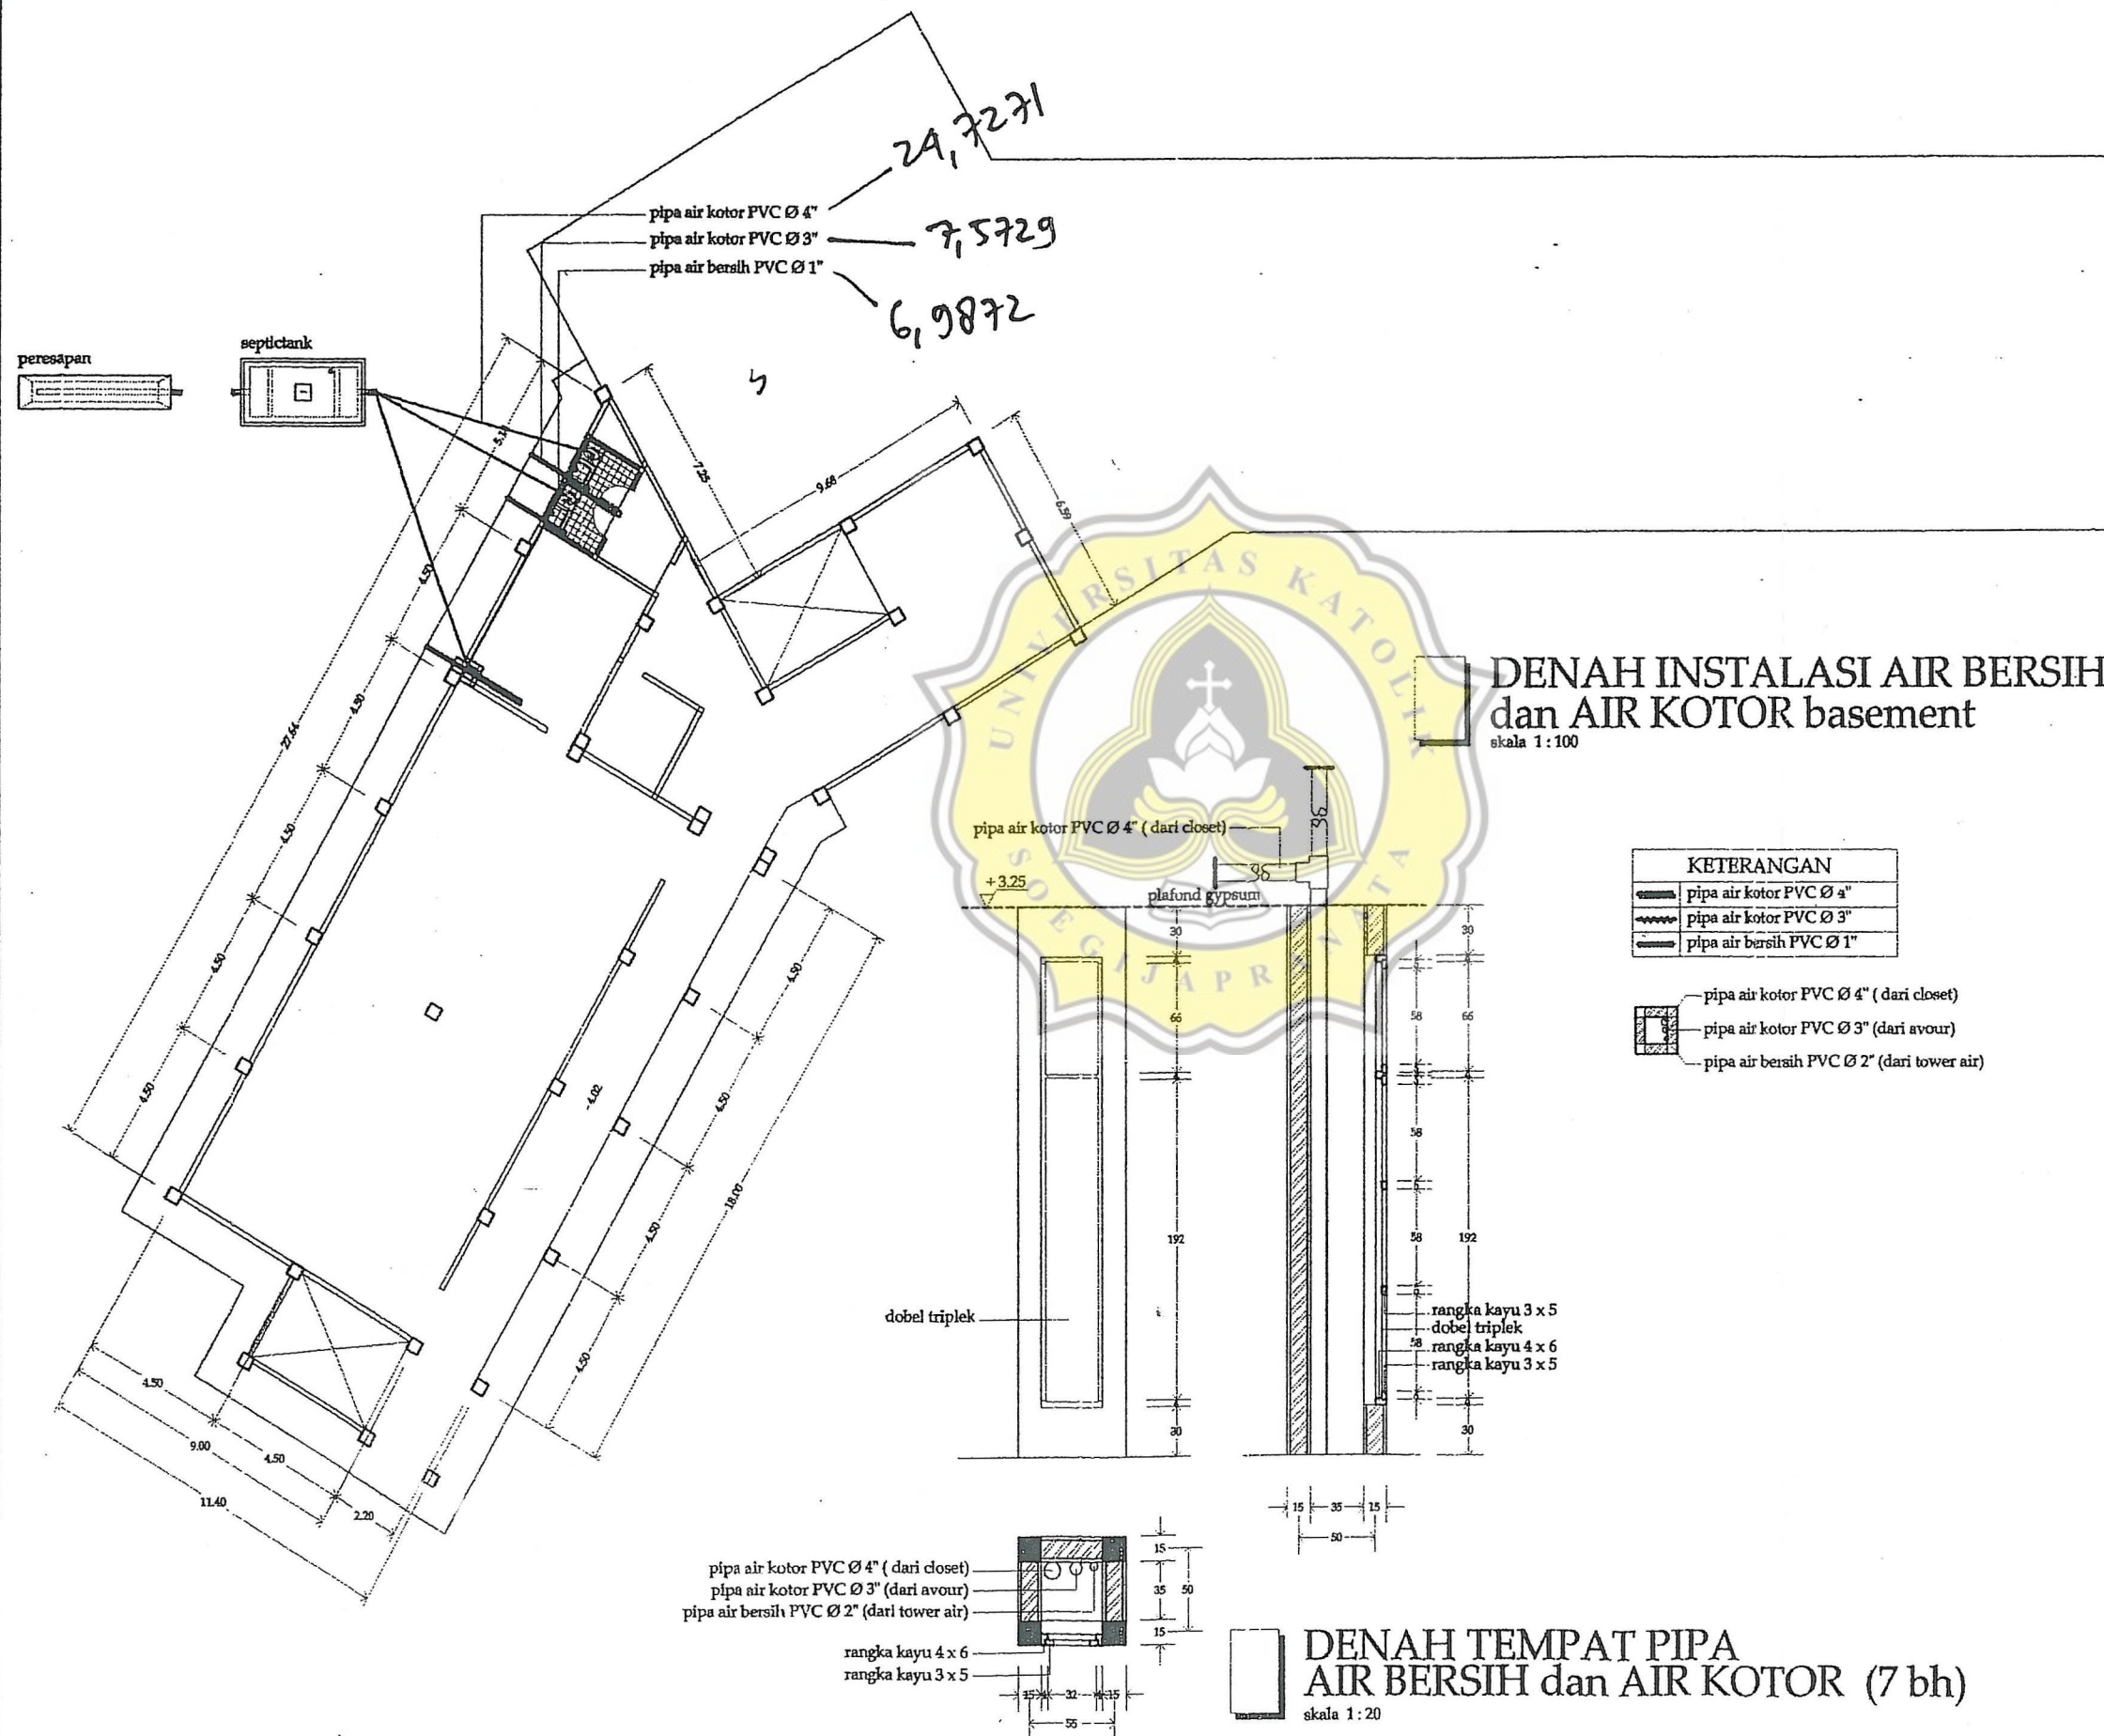 24,7271
pipa air kotor PVC Ø 4"
pipa air kotor PVC Ø 3"
7,5729
pipa air bersih PVC Ø 1"
6,9872
peresapan
septictank
7.25
9.68
6.59
4.50
4.50
27.64
4.50
4.50
4.50
4.50
-4.02
4.50
4.50
4.50
4.50
18.00
4.50
9.00
4.50
11.40
2.20
UNIVERSITAS KATOLIK
SOEGIJAPRANATA
DENAH INSTALASI AIR BERSIH
dan AIR KOTOR basement
skala 1 : 100
pipa air kotor PVC Ø 4" ( dari closet)
+ 3.25
plafund gypsum
30
66
192
30
30
58
66
58
58
192
58
30
dobel triplek
rangka kayu 3 x 5
dobel triplek
rangka kayu 4 x 6
rangka kayu 3 x 5
15
35
15
50
KETERANGAN
pipa air kotor PVC Ø 4"
pipa air kotor PVC Ø 3"
pipa air bersih PVC Ø 1"
pipa air kotor PVC Ø 4" ( dari closet)
pipa air kotor PVC Ø 3" (dari avour)
pipa air bersih PVC Ø 2" (dari tower air)
pipa air kotor PVC Ø 4" ( dari closet)
pipa air kotor PVC Ø 3" (dari avour)
pipa air bersih PVC Ø 2" (dari tower air)
rangka kayu 4 x 6
rangka kayu 3 x 5
15
35
50
15
15
32
15
55
DENAH TEMPAT PIPA
AIR BERSIH dan AIR KOTOR (7 bh)
skala 1 : 20